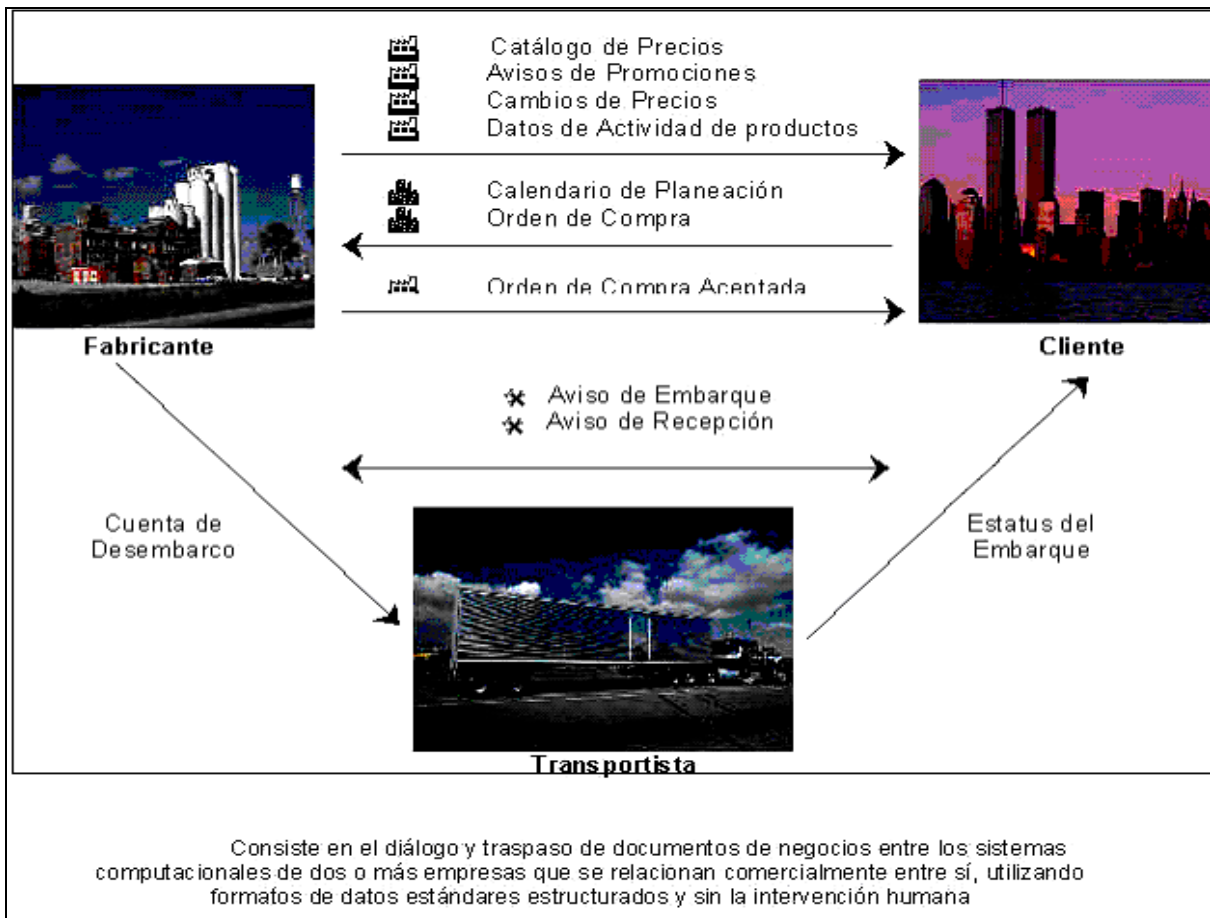 Catálogo de Precios
Avisos de Promociones
Cambios de Precios
Datos de Actividad de productos
Calendario de Planeación
Orden de Compra
Orden de Compra Aceptada
Fabricante
Cliente
Aviso de Embarque
Aviso de Recepción
Cuenta de
Desembarco
Estatus del
Embarque
Transportista
Consiste en el diálogo y traspaso de documentos de negocios entre los sistemas
computacionales de dos o más empresas que se relacionan comercialmente entre sí, utilizando
formatos de datos estándares estructurados y sin la intervención humana